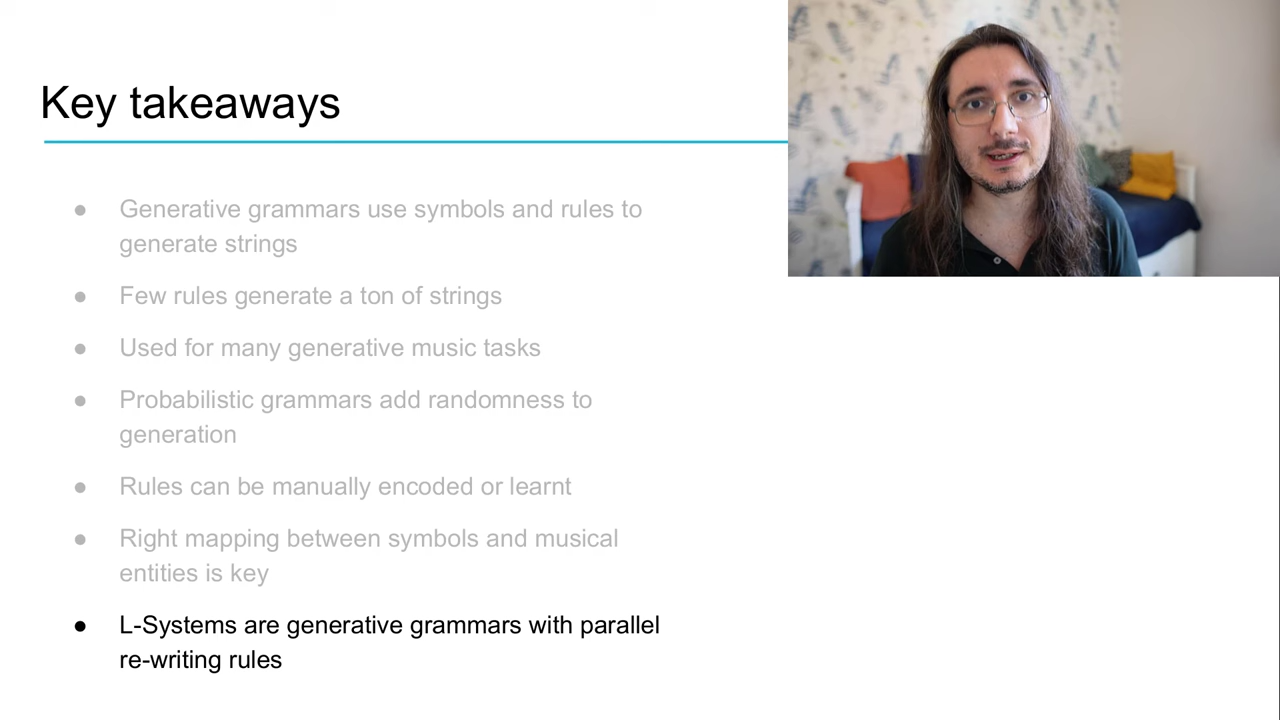 Key takeaways
● Generative grammars use symbols and rules to
generate strings
● Few rules generate a ton of strings
● Used for many generative music tasks
● Probabilistic grammars add randomness to
generation
● Rules can be manually encoded or learnt
● Right mapping between symbols and musical
entities is key
● L-Systems are generative grammars with parallel
re-writing rules